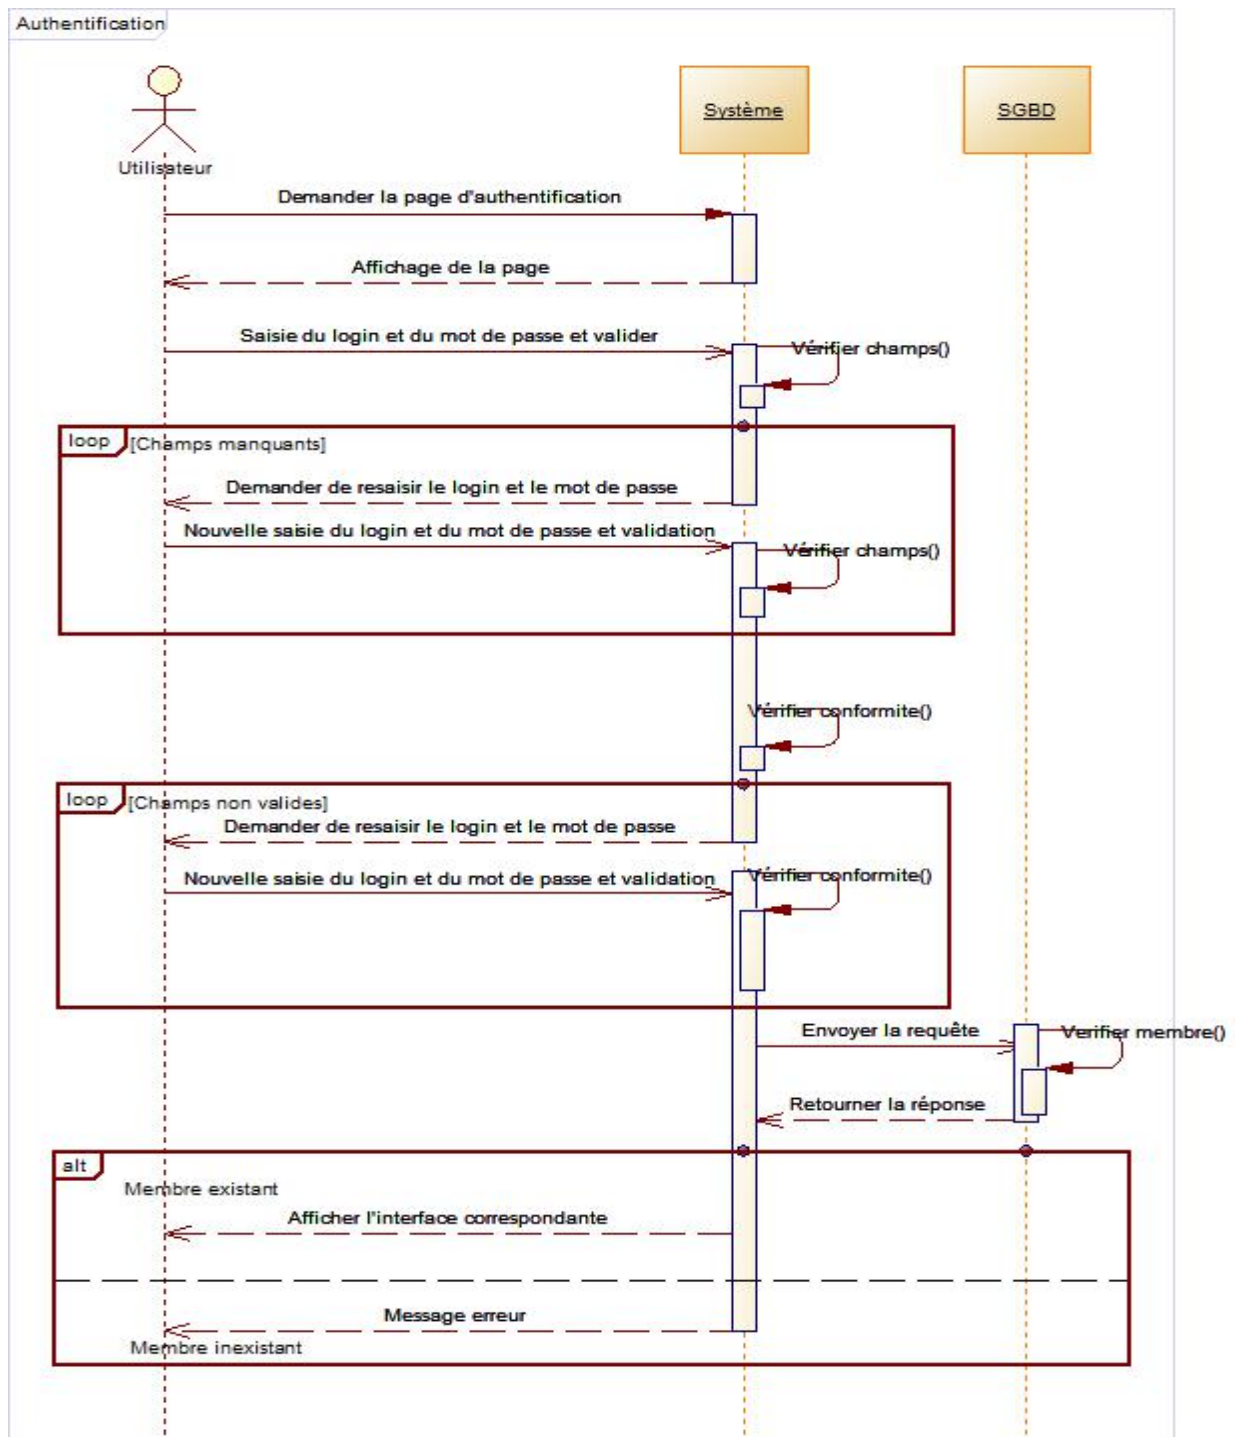 Authentification
Système
SGBD
Utilisateur
Demander la page d'authentification
Affichage de la page
Saisie du login et du mot de passe et valider
Vérifier champs()
loop
[Champs manquants]
Demander de resaisir le login et le mot de passe
Nouvelle saisie du login et du mot de passe et validation
Vérifier champs()
Vérifier conformite()
loop
[Champs non valides]
Demander de resaisir le login et le mot de passe
Nouvelle saisie du login et du mot de passe et validation
Vérifier conformite()
Envoyer la requête
Verifier membre()
Retourner la réponse
alt
Membre existant
Afficher l'interface correspondante
Message erreur
Membre inexistant